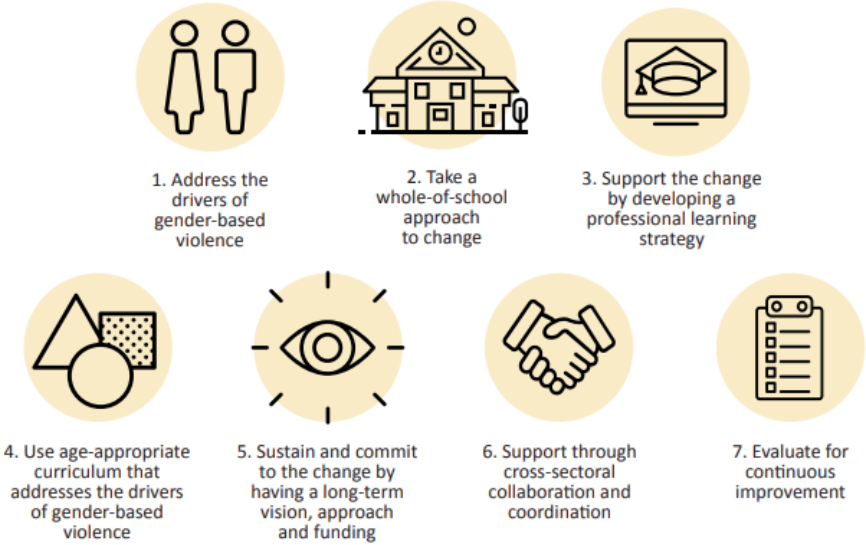 1. Address the
drivers of
gender-based
violence
2. Take a
whole-of-school
approach
to change
3. Support the change
by developing a
professional learning
strategy
4. Use age-appropriate
curriculum that
addresses the drivers
of gender-based
violence
5. Sustain and commit
to the change by
having a long-term
vision, approach
and funding
6. Support through
cross-sectoral
collaboration and
coordination
7. Evaluate for
continuous
improvement